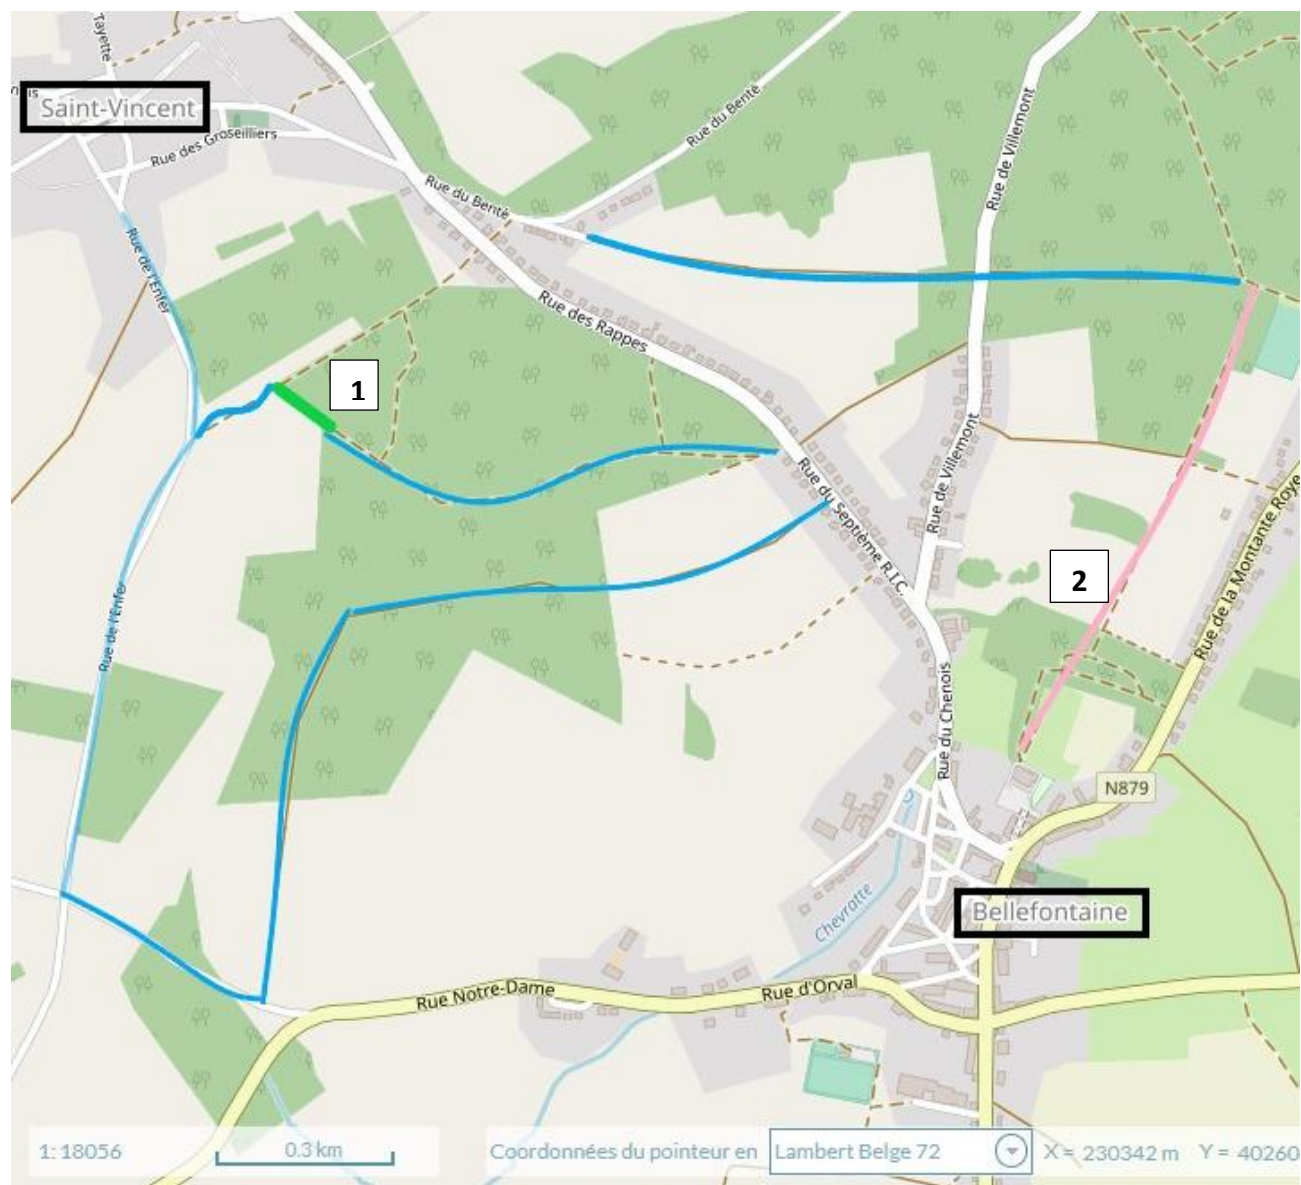 Tayette
Saint-Vincent
Rue des Groseilliers
Rue du Benté
Rue du Benté
Rue de Villemont
Rue de l'Enfer
Rue des Rappes
1
Rue du Septième R.I.C.
Rue de Villemont
Rue de la Montante Roye
2
Rue de l'Enfer
Rue du Chenois
N879
Chevratte
Bellefontaine
Rue Notre-Dame
Rue d'Orval
1: 18056
0.3 km
Coordonnées du pointeur en
Lambert Belge 72
X = 230342 m
Y = 40260